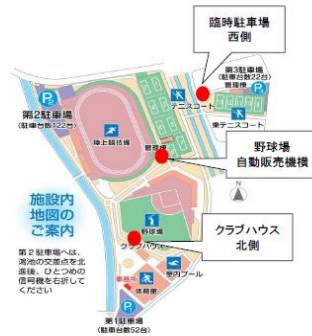 臨時駐車場
西側
第3駐車場
(駐車台数22台)
管理棟
P3
テニスコート
P2
第2駐車場
(駐車台数122台)
東テニスコート
陸上競技場
管理棟
野球場
自動販売機横
N
施設内
地図の
ご案内
野球場
クラブハウス
クラブハウス
北側
第2駐車場へは、
鴻池の交差点を北
進後、ひとつめの
信号機を右折して
ください
室内プール
事務所
体育館
P1
第1駐車場
(駐車台数52台)